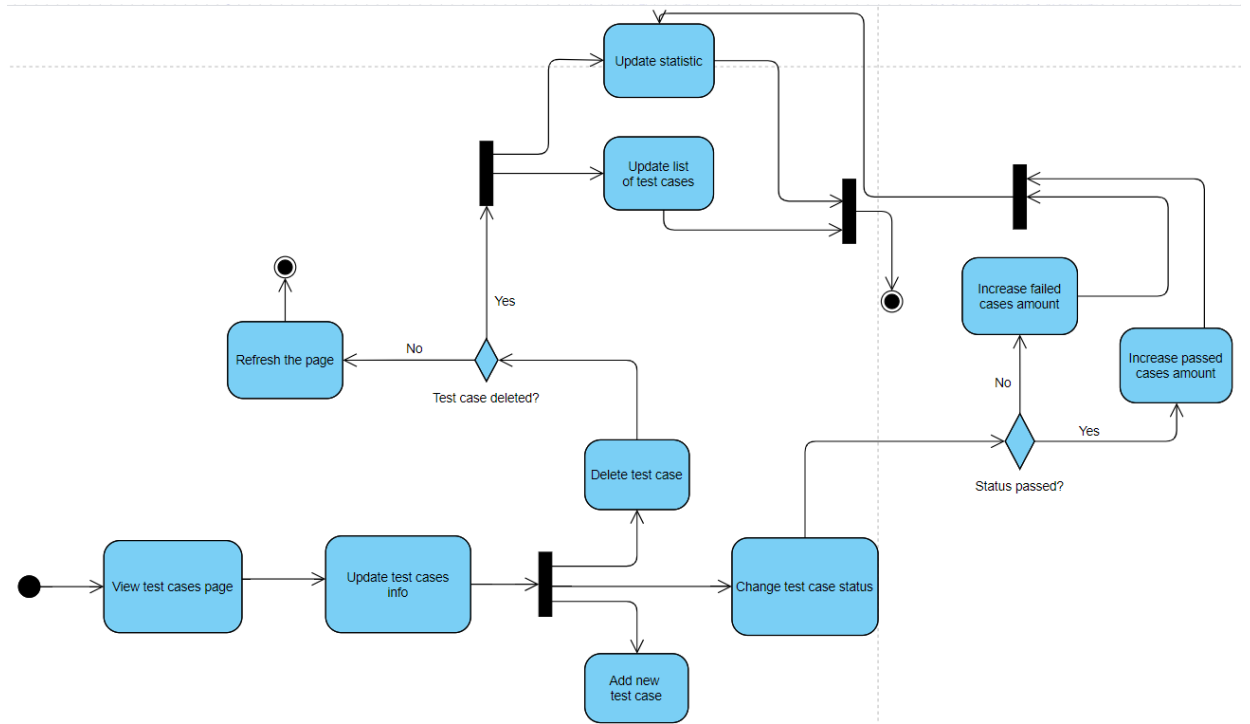 Update statistic
Update list
of test cases
Increase failed
cases amount
Yes
Refresh the page
No
Increase passed
cases amount
Test case deleted?
No
Yes
Delete test case
Status passed?
View test cases page
Update test cases
info
Change test case status
Add new
test case